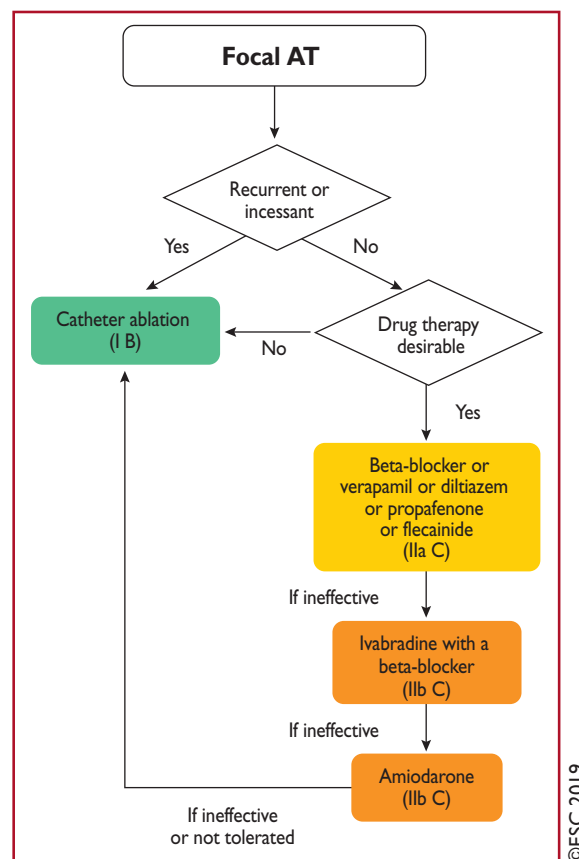 Focal AT
Recurrent or
incessant
Yes
No
Catheter ablation
(I B)
No
Drug therapy
desirable
Yes
Beta-blocker or
verapamil or diltiazem
or propafenone
or flecainide
(IIa C)
If ineffective
Ivabradine with a
beta-blocker
(IIb C)
If ineffective
Amiodarone
(IIb C)
If ineffective
or not tolerated
©ESC 2019